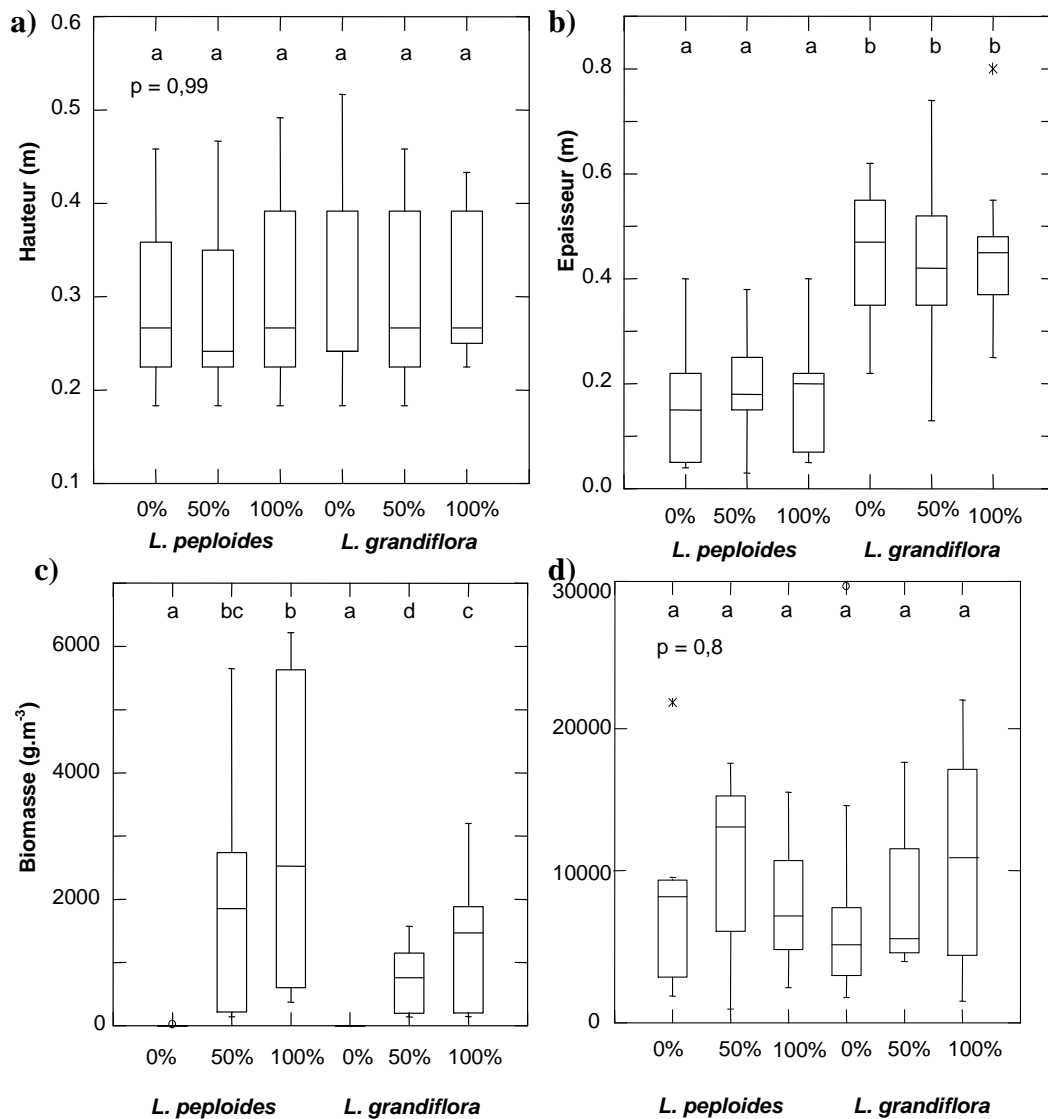 a)
0.6
a a a a a a
p = 0,99
0.5
0.4
0.3
0.2
0.1
Hauteur (m)
0% 50% 100% 0% 50% 100%
L. peploides L. grandiflora
b)
a a a b b b
0.8
0.6
0.4
0.2
0.0
Epaisseur (m)
0% 50% 100% 0% 50% 100%
L. peploides L. grandiflora
c)
a bc b a d c
6000
4000
2000
0
Biomasse (g.m-3)
0% 50% 100% 0% 50% 100%
L. peploides L. grandiflora
d)
30000
a a a a a a
p = 0,8
20000
10000
0
0% 50% 100% 0% 50% 100%
L. peploides L. grandiflora